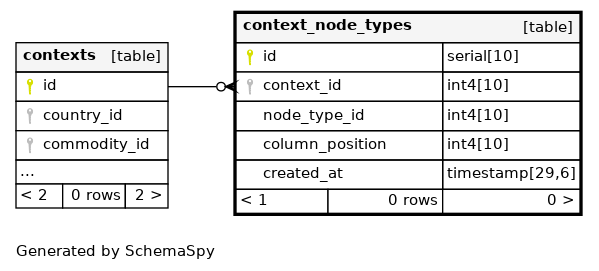 contexts [table]
id
country_id
commodity_id
...
< 2 0 rows 2 >
context_node_types [table]
id serial[10]
context_id int4[10]
node_type_id int4[10]
column_position int4[10]
created_at timestamp[29,6]
< 1 0 rows 0 >
Generated by SchemaSpy